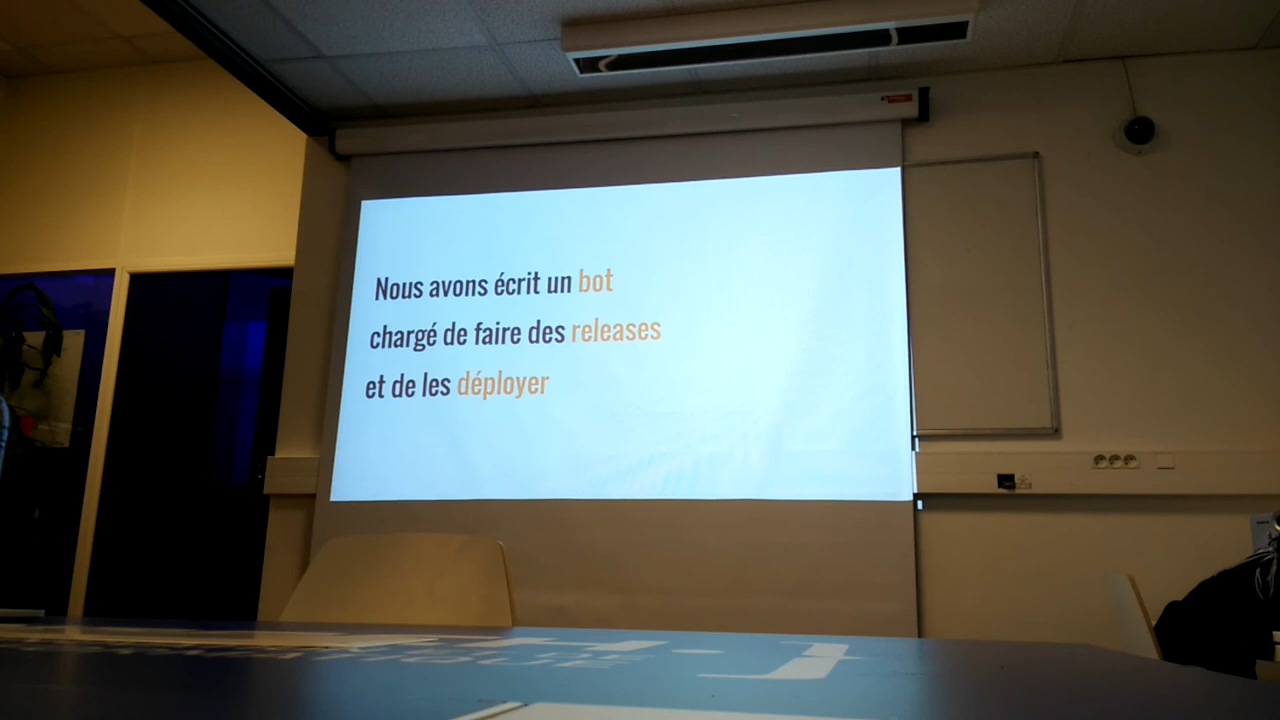 Nous avons écrit un bot
chargé de faire des releases
et de les déployer